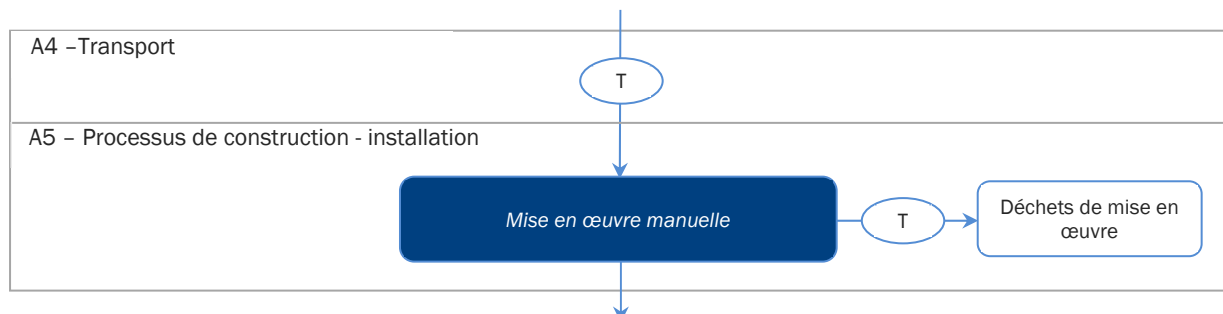 A4 –Transport
T
A5 – Processus de construction - installation
Mise en œuvre manuelle
T
Déchets de mise en
œuvre